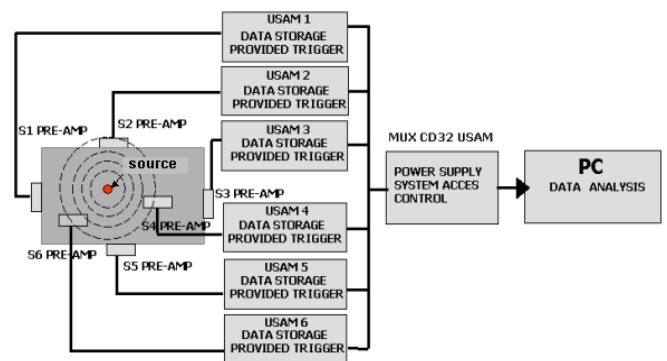 USAM 1
DATA STORAGE
PROVIDED TRIGGER
USAM 2
DATA STORAGE
PROVIDED TRIGGER
USAM 3
DATA STORAGE
PROVIDED TRIGGER
USAM 4
DATA STORAGE
PROVIDED TRIGGER
USAM 5
DATA STORAGE
PROVIDED TRIGGER
USAM 6
DATA STORAGE
PROVIDED TRIGGER
S1 PRE-AMP
S2 PRE-AMP
source
S3 PRE-AMP
S4 PRE-AMP
S5 PRE-AMP
S6 PRE-AMP
MUX CD32 USAM
POWER SUPPLY
SYSTEM ACCES
CONTROL
PC
DATA ANALYSIS